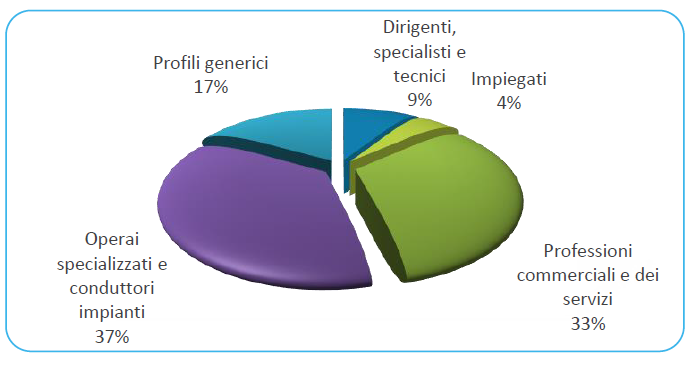 Dirigenti,
specialisti e
tecnici
9%
Impiegati
4%
Profili generici
17%
Operai
specializzati e
conduttori
impianti
37%
Professioni
commerciali e dei
servizi
33%